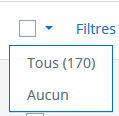 Filtres
Tous (170)
Aucun